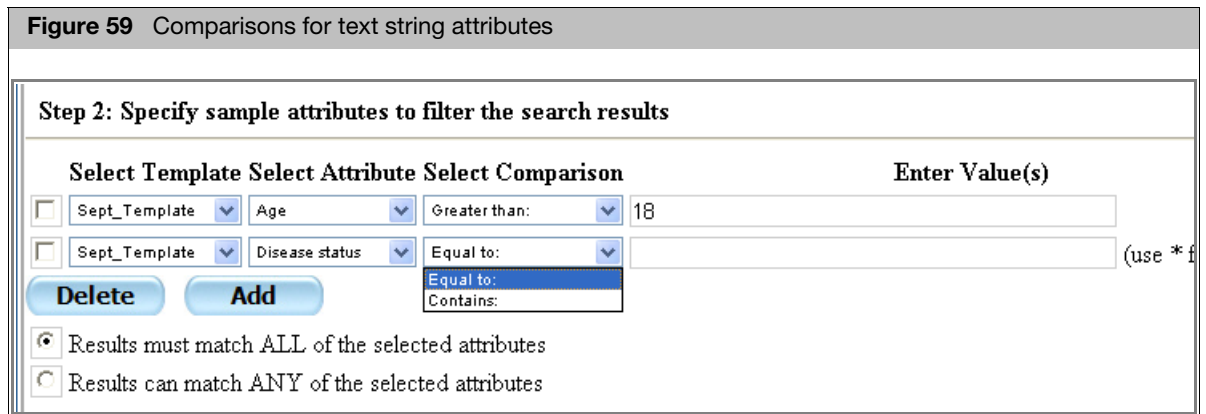 Figure 59 Comparisons for text string attributes
Step 2: Specify sample attributes to filter the search results
Select Template Select Attribute Select Comparison Enter Value(s)
Sept_Template Age Greater than: 18
Sept_Template Disease status Equal to: (use * f
Equal to:
Contains:
Delete Add
Results must match ALL of the selected attributes
Results can match ANY of the selected attributes